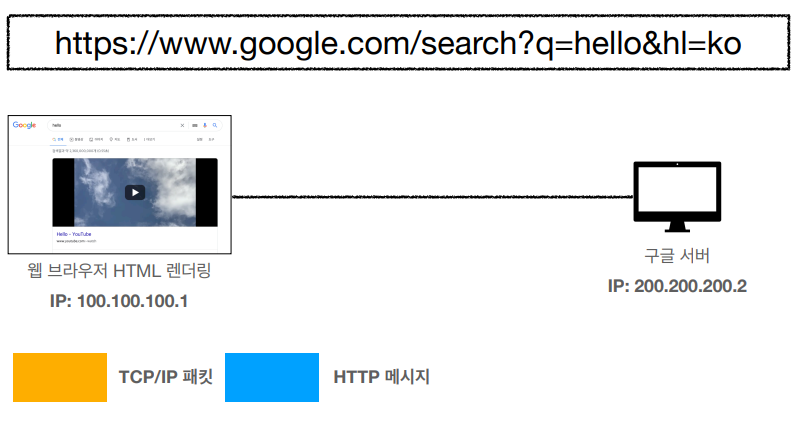 https://www.google.com/search?q=hello&hl=ko
Google
hello
Hello - YouTube
www.youtube.com › watch
웹 브라우저 HTML 렌더링
IP: 100.100.100.1
구글 서버
IP: 200.200.200.2
TCP/IP 패킷
HTTP 메시지